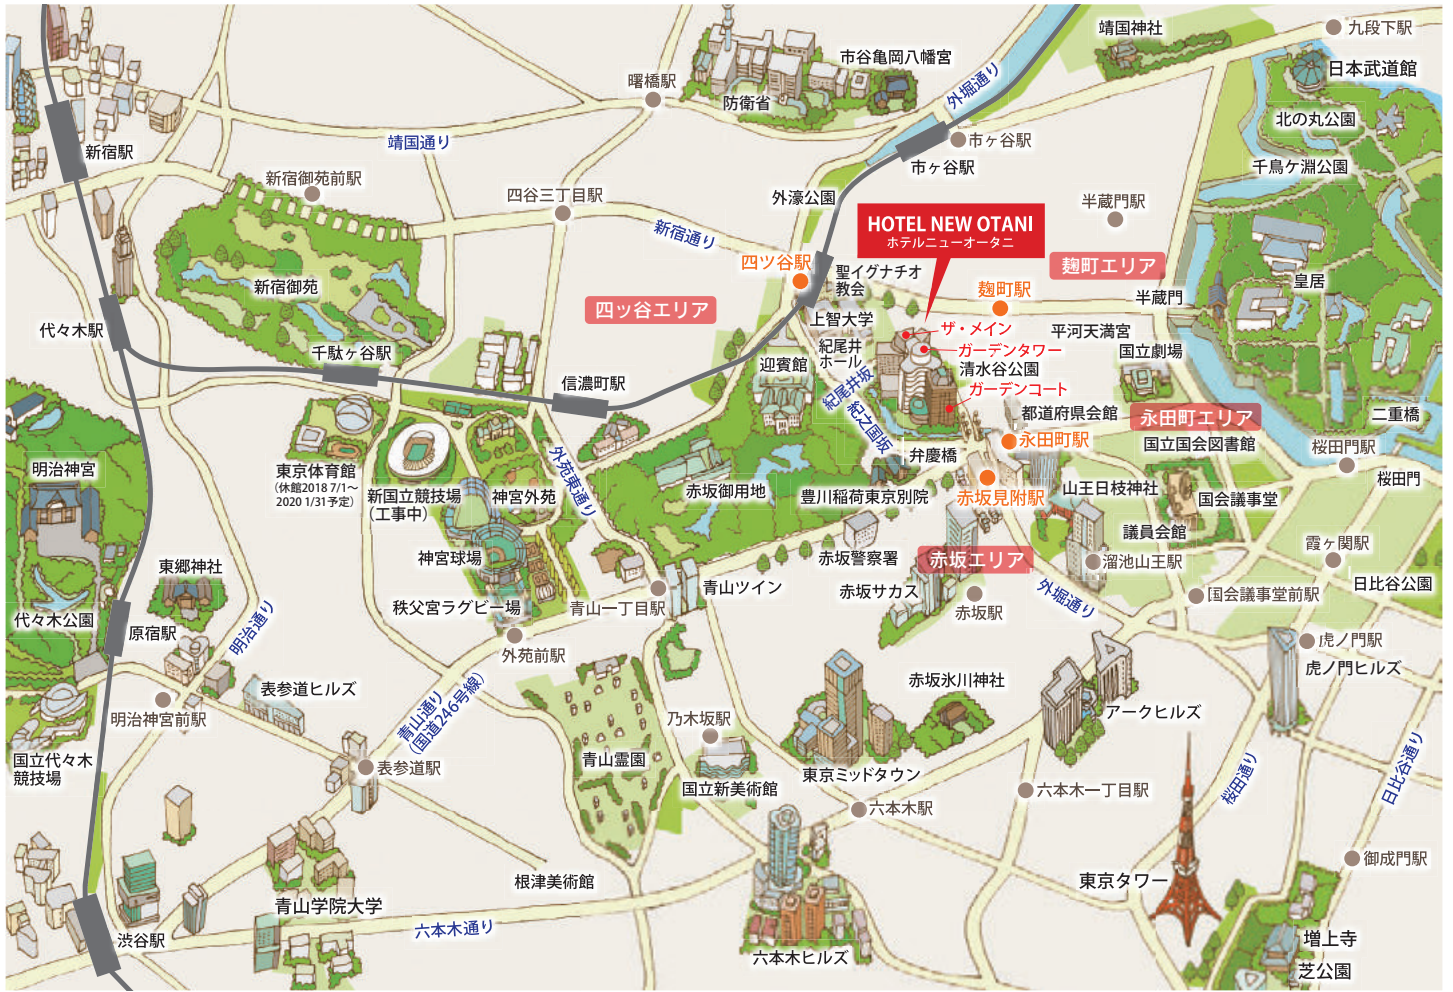 靖国神社
九段下駅
日本武道館
市谷亀岡八幡宮
曙橋駅
防衛省
外堀通り
北の丸公園
靖国通り
市ヶ谷駅
市ヶ谷駅
千鳥ケ淵公園
新宿駅
新宿御苑前駅
四谷三丁目駅
外濠公園
半蔵門駅
新宿通り
HOTEL NEW OTANI
ホテルニューオータニ
四ツ谷駅
聖イグナチオ
教会
麹町エリア
麹町駅
半蔵門
皇居
新宿御苑
四ッ谷エリア
上智大学
ザ・メイン
平河天満宮
代々木駅
千駄ヶ谷駅
迎賓館
紀尾井
ホール
ガーデンタワー
国立劇場
清水谷公園
信濃町駅
紀尾井坂
紀之国坂
ガーデンコート
都道府県会館
永田町エリア
二重橋
永田町駅
国立国会図書館
桜田門駅
桜田門
明治神宮
東京体育館
(休館2018 7/1〜
2020 1/31予定)
新国立競技場
(工事中)
神宮外苑
外苑東通り
赤坂御用地
弁慶橋
豊川稲荷東京別院
赤坂見附駅
山王日枝神社
国会議事堂
議員会館
霞ヶ関駅
神宮球場
赤坂警察署
赤坂エリア
溜池山王駅
日比谷公園
東郷神社
代々木公園
原宿駅
明治通り
秩父宮ラグビー場
青山一丁目駅
青山ツイン
赤坂サカス
赤坂駅
外堀通り
国会議事堂前駅
外苑前駅
虎ノ門駅
虎ノ門ヒルズ
表参道ヒルズ
明治神宮前駅
青山通り
(国道246号線)
赤坂氷川神社
アークヒルズ
乃木坂駅
国立代々木
競技場
表参道駅
青山霊園
国立新美術館
東京ミッドタウン
六本木駅
六本木一丁目駅
桜田通り
日比谷通り
御成門駅
根津美術館
東京タワー
青山学院大学
六本木通り
渋谷駅
六本木ヒルズ
増上寺
芝公園